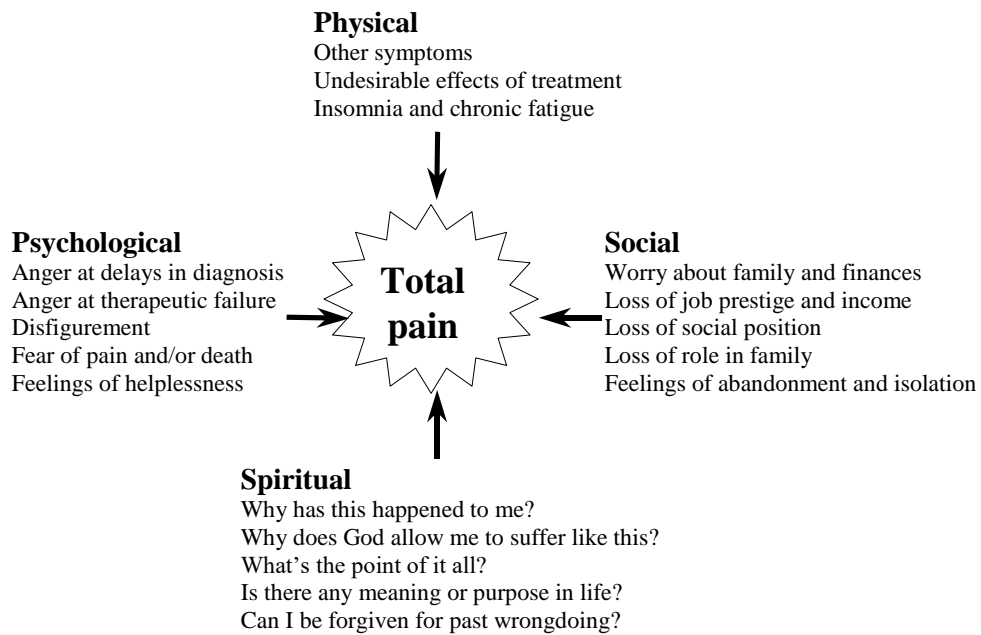 Physical
Other symptoms
Undesirable effects of treatment
Insomnia and chronic fatigue
Psychological
Anger at delays in diagnosis
Anger at therapeutic failure
Disfigurement
Fear of pain and/or death
Feelings of helplessness
Total
pain
Social
Worry about family and finances
Loss of job prestige and income
Loss of social position
Loss of role in family
Feelings of abandonment and isolation
Spiritual
Why has this happened to me?
Why does God allow me to suffer like this?
What’s the point of it all?
Is there any meaning or purpose in life?
Can I be forgiven for past wrongdoing?